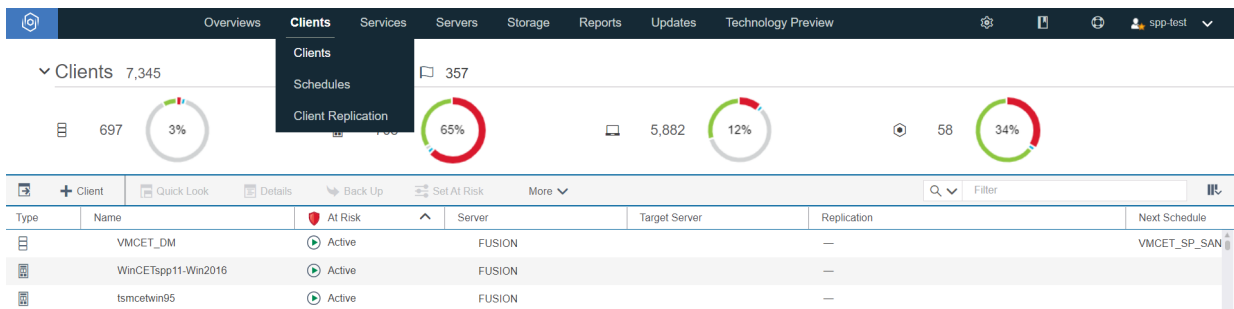 Overviews Clients Services Servers Storage Reports Updates Technology Preview spp-test
Clients
Schedules
Client Replication
Clients 7,345 357
697 3% 65% 5,882 12% 58 34%
+ Client Quick Look Details Back Up Set At Risk More Filter
Type Name At Risk Server Target Server Replication Next Schedule
VMCET_DM Active FUSION — VMCET_SP_SAN
WinCETspp11-Win2016 Active FUSION —
tsmcetwin95 Active FUSION —